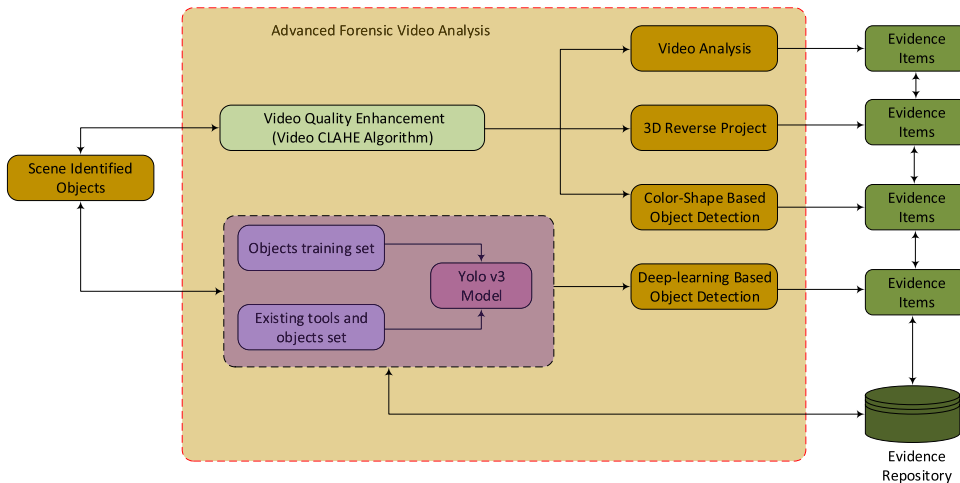 Advanced Forensic Video Analysis
Video Analysis
Evidence
Items
Video Quality Enhancement
(Video CLAHE Algorithm)
3D Reverse Project
Evidence
Items
Scene Identified
Objects
Color-Shape Based
Object Detection
Evidence
Items
Objects training set
Yolo v3
Model
Existing tools and
objects set
Deep-learning Based
Object Detection
Evidence
Items
Evidence
Repository